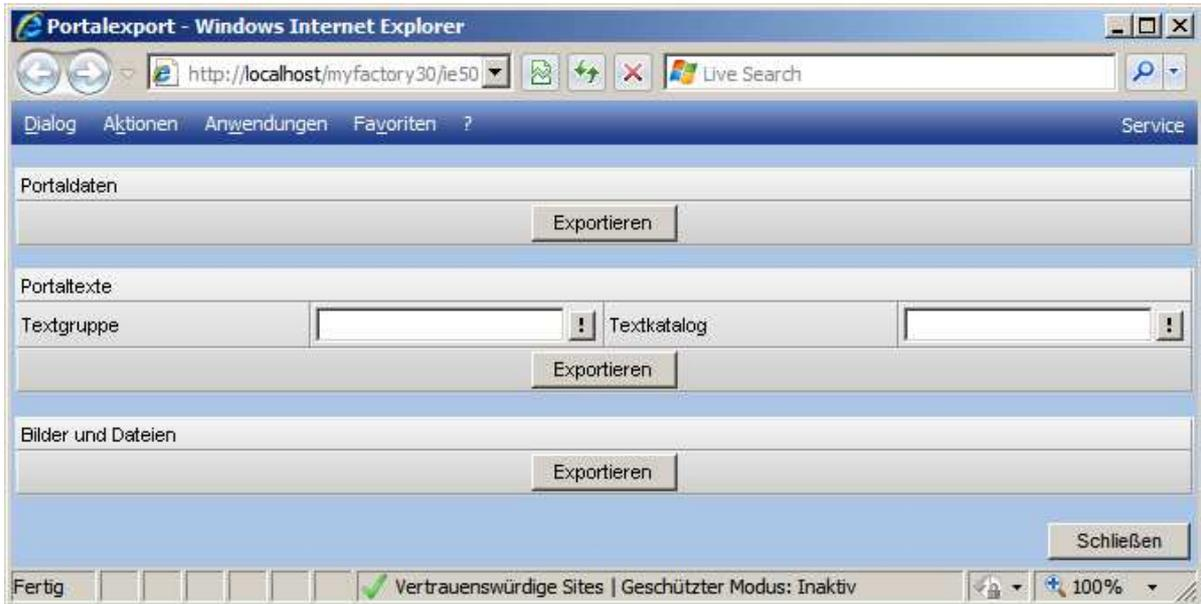 Portalexport - Windows Internet Explorer
http://localhost/myfactory30/ie50
Live Search
Dialog Aktionen Anwendungen Favoriten ? Service
Portaldaten
Exportieren
Portaltexte
Textgruppe ! Textkatalog !
Exportieren
Bilder und Dateien
Exportieren
Schließen
Fertig Vertrauenswürdige Sites | Geschützter Modus: Inaktiv 100%